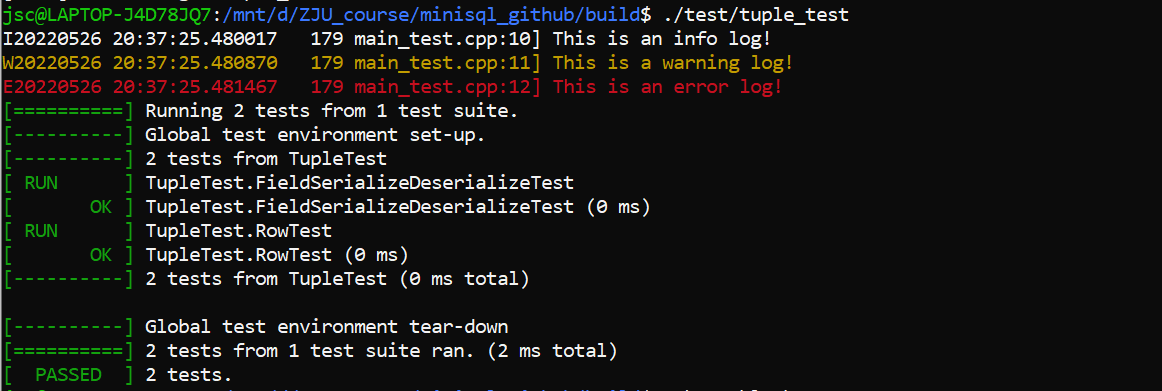 jsc@LAPTOP-J4D78JQ7:/mnt/d/ZJU_course/minisql_github/build$ ./test/tuple_test
I20220526 20:37:25.480017   179 main_test.cpp:10] This is an info log!
W20220526 20:37:25.480870   179 main_test.cpp:11] This is a warning log!
E20220526 20:37:25.481467   179 main_test.cpp:12] This is an error log!
[==========] Running 2 tests from 1 test suite.
[----------] Global test environment set-up.
[----------] 2 tests from TupleTest
[ RUN      ] TupleTest.FieldSerializeDeserializeTest
[       OK ] TupleTest.FieldSerializeDeserializeTest (0 ms)
[ RUN      ] TupleTest.RowTest
[       OK ] TupleTest.RowTest (0 ms)
[----------] 2 tests from TupleTest (0 ms total)
[----------] Global test environment tear-down
[==========] 2 tests from 1 test suite ran. (2 ms total)
[  PASSED  ] 2 tests.